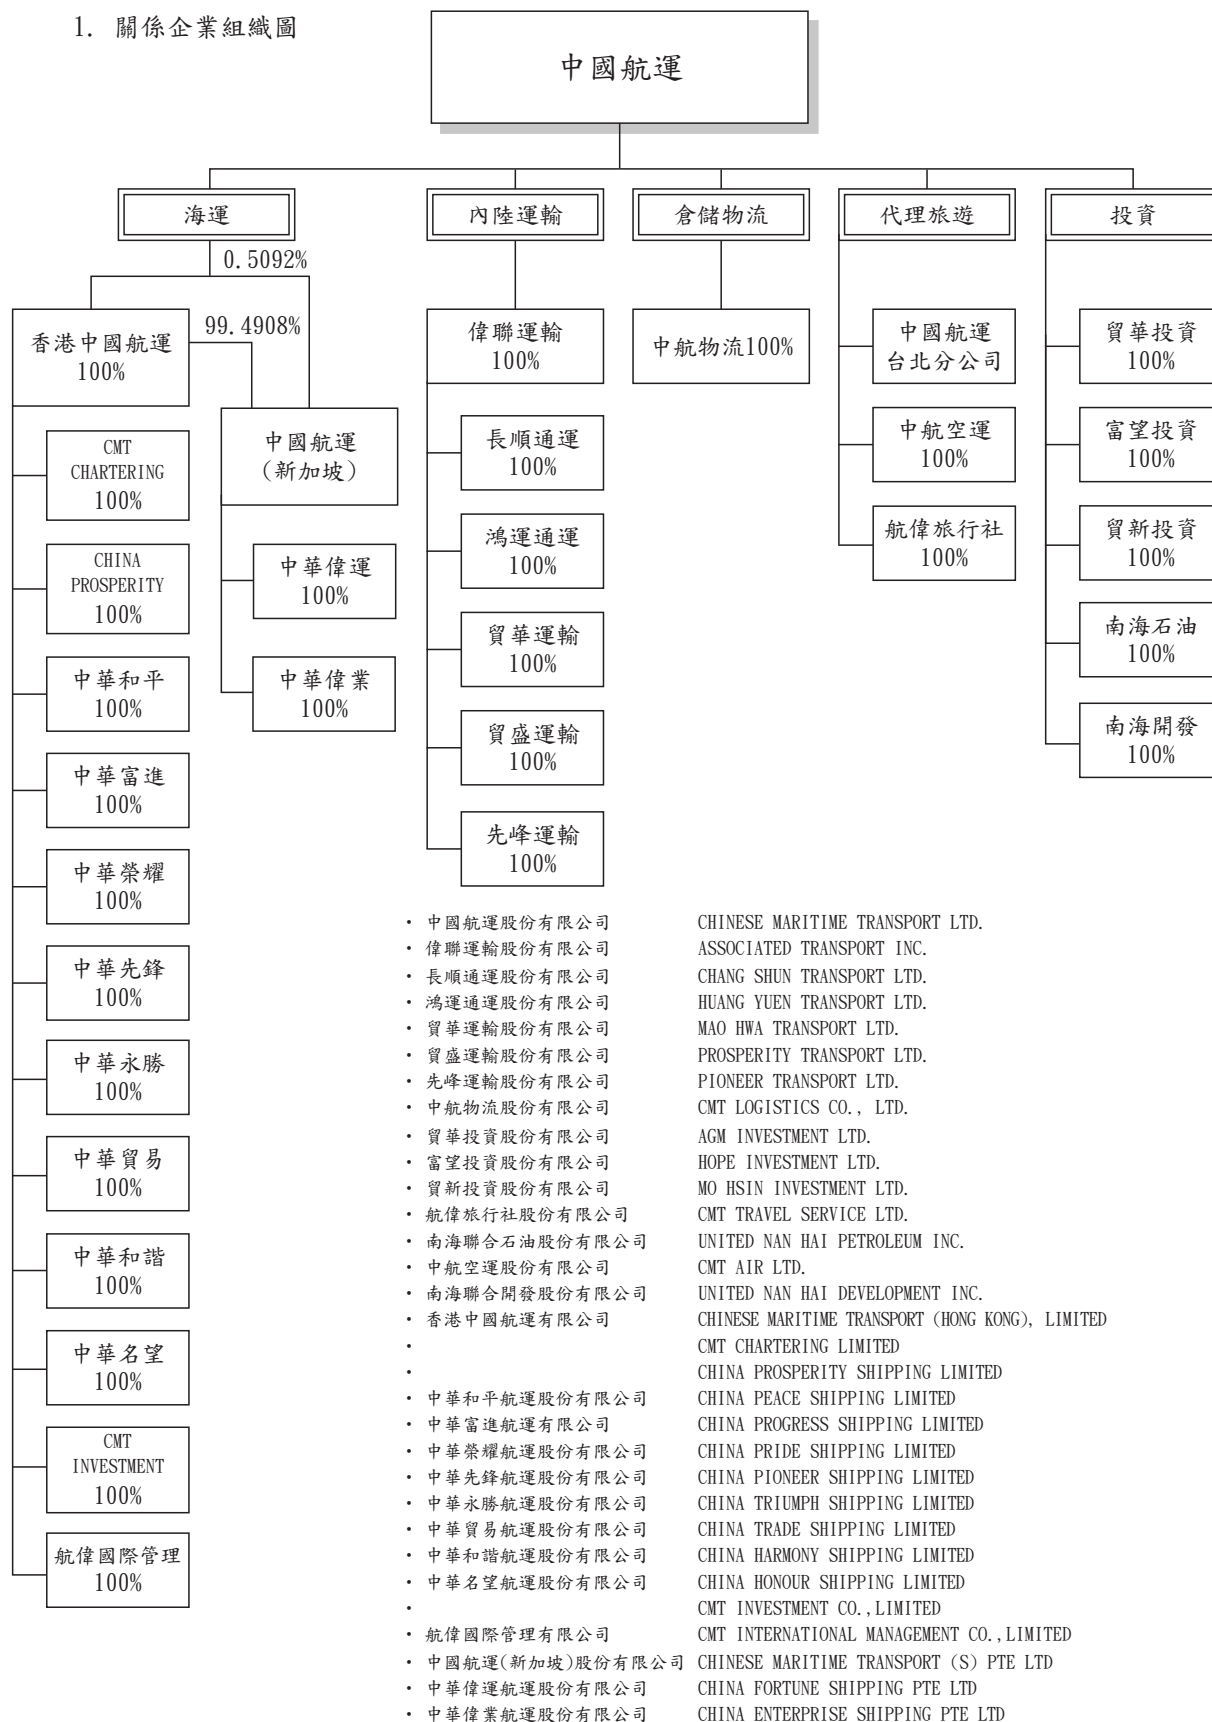 1. 關係企業組織圖
中國航運
海運
內陸運輸
倉儲物流
代理旅遊
投資
0.5092%
99.4908%
香港中國航運
100%
CMT
CHARTERING
100%
CHINA
PROSPERITY
100%
中華和平
100%
中華富進
100%
中華榮耀
100%
中華先鋒
100%
中華永勝
100%
中華貿易
100%
中華和諧
100%
中華名望
100%
CMT
INVESTMENT
100%
航偉國際管理
100%
中國航運
(新加坡)
中華偉運
100%
中華偉業
100%
偉聯運輸
100%
長順通運
100%
鴻運通運
100%
貿華運輸
100%
貿盛運輸
100%
先峰運輸
100%
中航物流100%
中國航運
台北分公司
中航空運
100%
航偉旅行社
100%
貿華投資
100%
富望投資
100%
貿新投資
100%
南海石油
100%
南海開發
100%
・ 中國航運股份有限公司 CHINESE MARITIME TRANSPORT LTD.
・ 偉聯運輸股份有限公司 ASSOCIATED TRANSPORT INC.
・ 長順通運股份有限公司 CHANG SHUN TRANSPORT LTD.
・ 鴻運通運股份有限公司 HUANG YUEN TRANSPORT LTD.
・ 貿華運輸股份有限公司 MAO HWA TRANSPORT LTD.
・ 貿盛運輸股份有限公司 PROSPERITY TRANSPORT LTD.
・ 先峰運輸股份有限公司 PIONEER TRANSPORT LTD.
・ 中航物流股份有限公司 CMT LOGISTICS CO., LTD.
・ 貿華投資股份有限公司 AGM INVESTMENT LTD.
・ 富望投資股份有限公司 HOPE INVESTMENT LTD.
・ 貿新投資股份有限公司 MO HSIN INVESTMENT LTD.
・ 航偉旅行社股份有限公司 CMT TRAVEL SERVICE LTD.
・ 南海聯合石油股份有限公司 UNITED NAN HAI PETROLEUM INC.
・ 中航空運股份有限公司 CMT AIR LTD.
・ 南海聯合開發股份有限公司 UNITED NAN HAI DEVELOPMENT INC.
・ 香港中國航運有限公司 CHINESE MARITIME TRANSPORT (HONG KONG), LIMITED
・ CMT CHARTERING LIMITED
・ CHINA PROSPERITY SHIPPING LIMITED
・ 中華和平航運股份有限公司 CHINA PEACE SHIPPING LIMITED
・ 中華富進航運有限公司 CHINA PROGRESS SHIPPING LIMITED
・ 中華榮耀航運股份有限公司 CHINA PRIDE SHIPPING LIMITED
・ 中華先鋒航運股份有限公司 CHINA PIONEER SHIPPING LIMITED
・ 中華永勝航運股份有限公司 CHINA TRIUMPH SHIPPING LIMITED
・ 中華貿易航運股份有限公司 CHINA TRADE SHIPPING LIMITED
・ 中華和諧航運股份有限公司 CHINA HARMONY SHIPPING LIMITED
・ 中華名望航運股份有限公司 CHINA HONOUR SHIPPING LIMITED
・ CMT INVESTMENT CO.,LIMITED
・ 航偉國際管理有限公司 CMT INTERNATIONAL MANAGEMENT CO.,LIMITED
・ 中國航運(新加坡)股份有限公司 CHINESE MARITIME TRANSPORT (S) PTE LTD
・ 中華偉運航運股份有限公司 CHINA FORTUNE SHIPPING PTE LTD
・ 中華偉業航運股份有限公司 CHINA ENTERPRISE SHIPPING PTE LTD